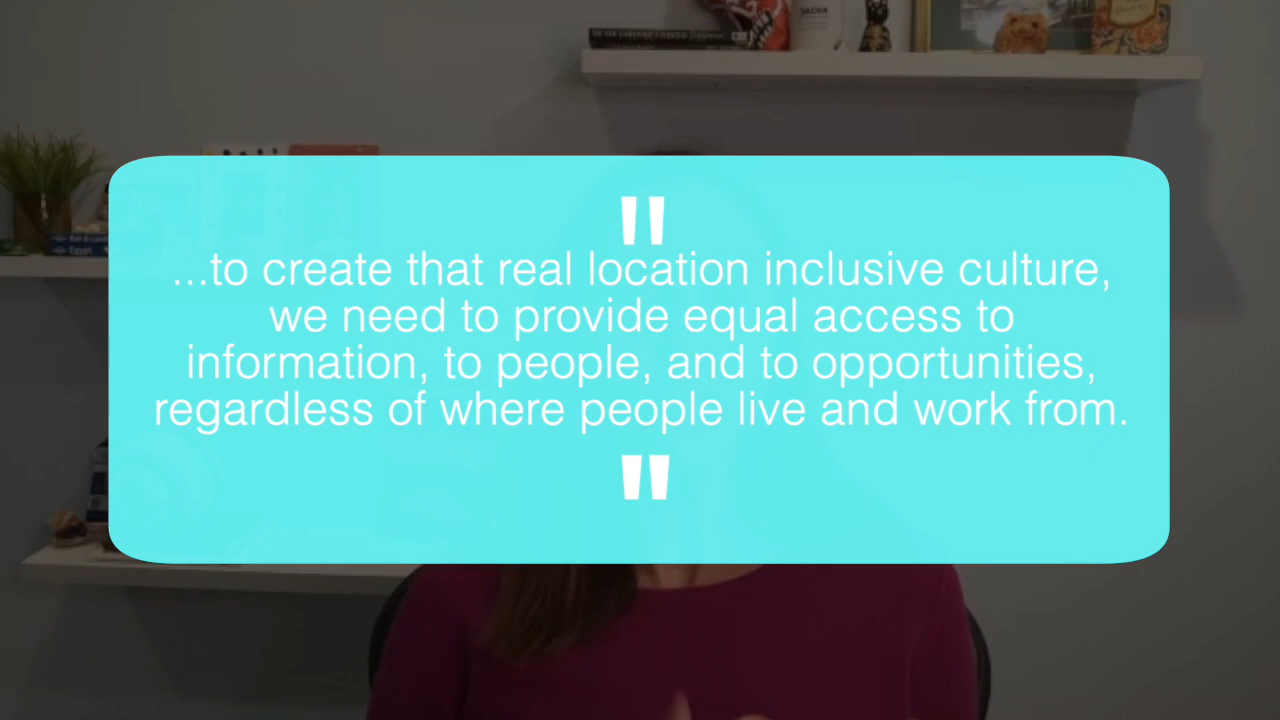 "
...to create that real location inclusive culture,
we need to provide equal access to
information, to people, and to opportunities,
regardless of where people live and work from.
"
Egypt